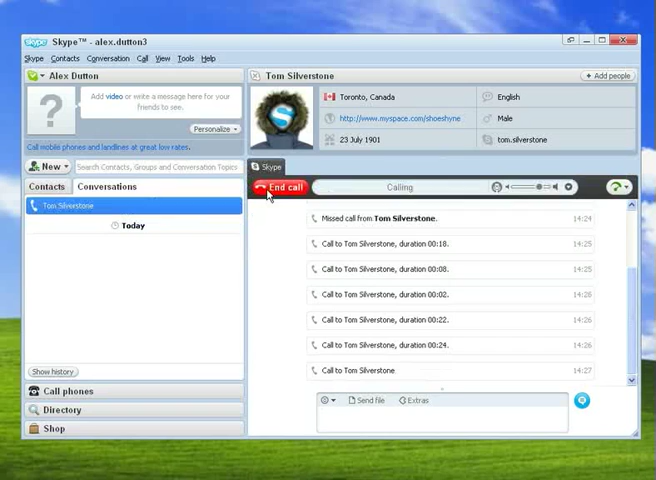 skype Skype™ - alex.dutton3
Skype Contacts Conversation Call View Tools Help
Alex Dutton
Add video or write a message here for your
friends to see.
Personalize
Call mobile phones and landlines at great low rates.
New
Search Contacts, Groups and Conversation Topics
Contacts Conversations
Tom Silverstone
Today
Show history
Call phones
Directory
Shop
Tom Silverstone
Add people
Toronto, Canada English
http://www.myspace.com/shoeshyne Male
23 July 1901 tom.silverstone
Skype
End call Calling
Missed call from Tom Silverstone. 14:24
Call to Tom Silverstone, duration 00:18. 14:25
Call to Tom Silverstone, duration 00:08. 14:25
Call to Tom Silverstone, duration 00:02. 14:26
Call to Tom Silverstone, duration 00:22. 14:26
Call to Tom Silverstone, duration 00:24. 14:26
Call to Tom Silverstone 14:27
Send file Extras